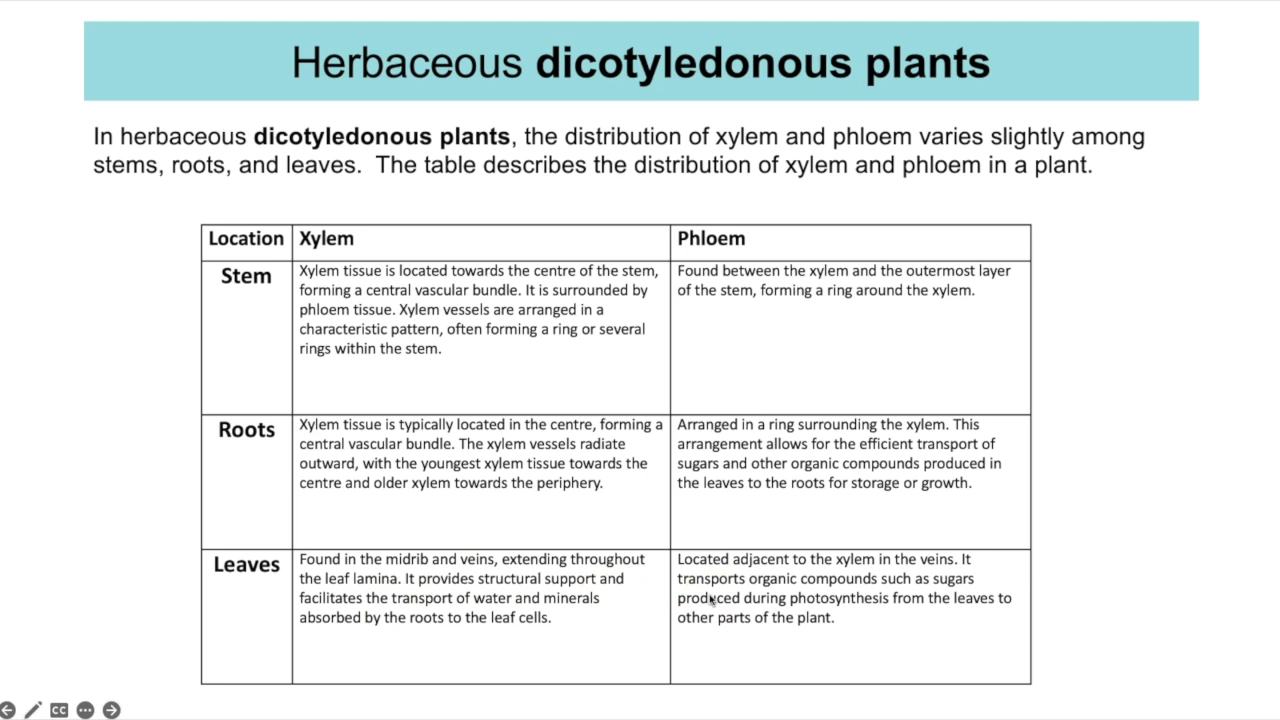 Herbaceous dicotyledonous plants
In herbaceous dicotyledonous plants, the distribution of xylem and phloem varies slightly among
stems, roots, and leaves. The table describes the distribution of xylem and phloem in a plant.
Location Xylem Phloem
Stem
Xylem tissue is located towards the centre of the stem,
forming a central vascular bundle. It is surrounded by
phloem tissue. Xylem vessels are arranged in a
characteristic pattern, often forming a ring or several
rings within the stem.
Found between the xylem and the outermost layer
of the stem, forming a ring around the xylem.
Roots
Xylem tissue is typically located in the centre, forming a
central vascular bundle. The xylem vessels radiate
outward, with the youngest xylem tissue towards the
centre and older xylem towards the periphery.
Arranged in a ring surrounding the xylem. This
arrangement allows for the efficient transport of
sugars and other organic compounds produced in
the leaves to the roots for storage or growth.
Leaves
Found in the midrib and veins, extending throughout
the leaf lamina. It provides structural support and
facilitates the transport of water and minerals
absorbed by the roots to the leaf cells.
Located adjacent to the xylem in the veins. It
transports organic compounds such as sugars
produced during photosynthesis from the leaves to
other parts of the plant.
CC